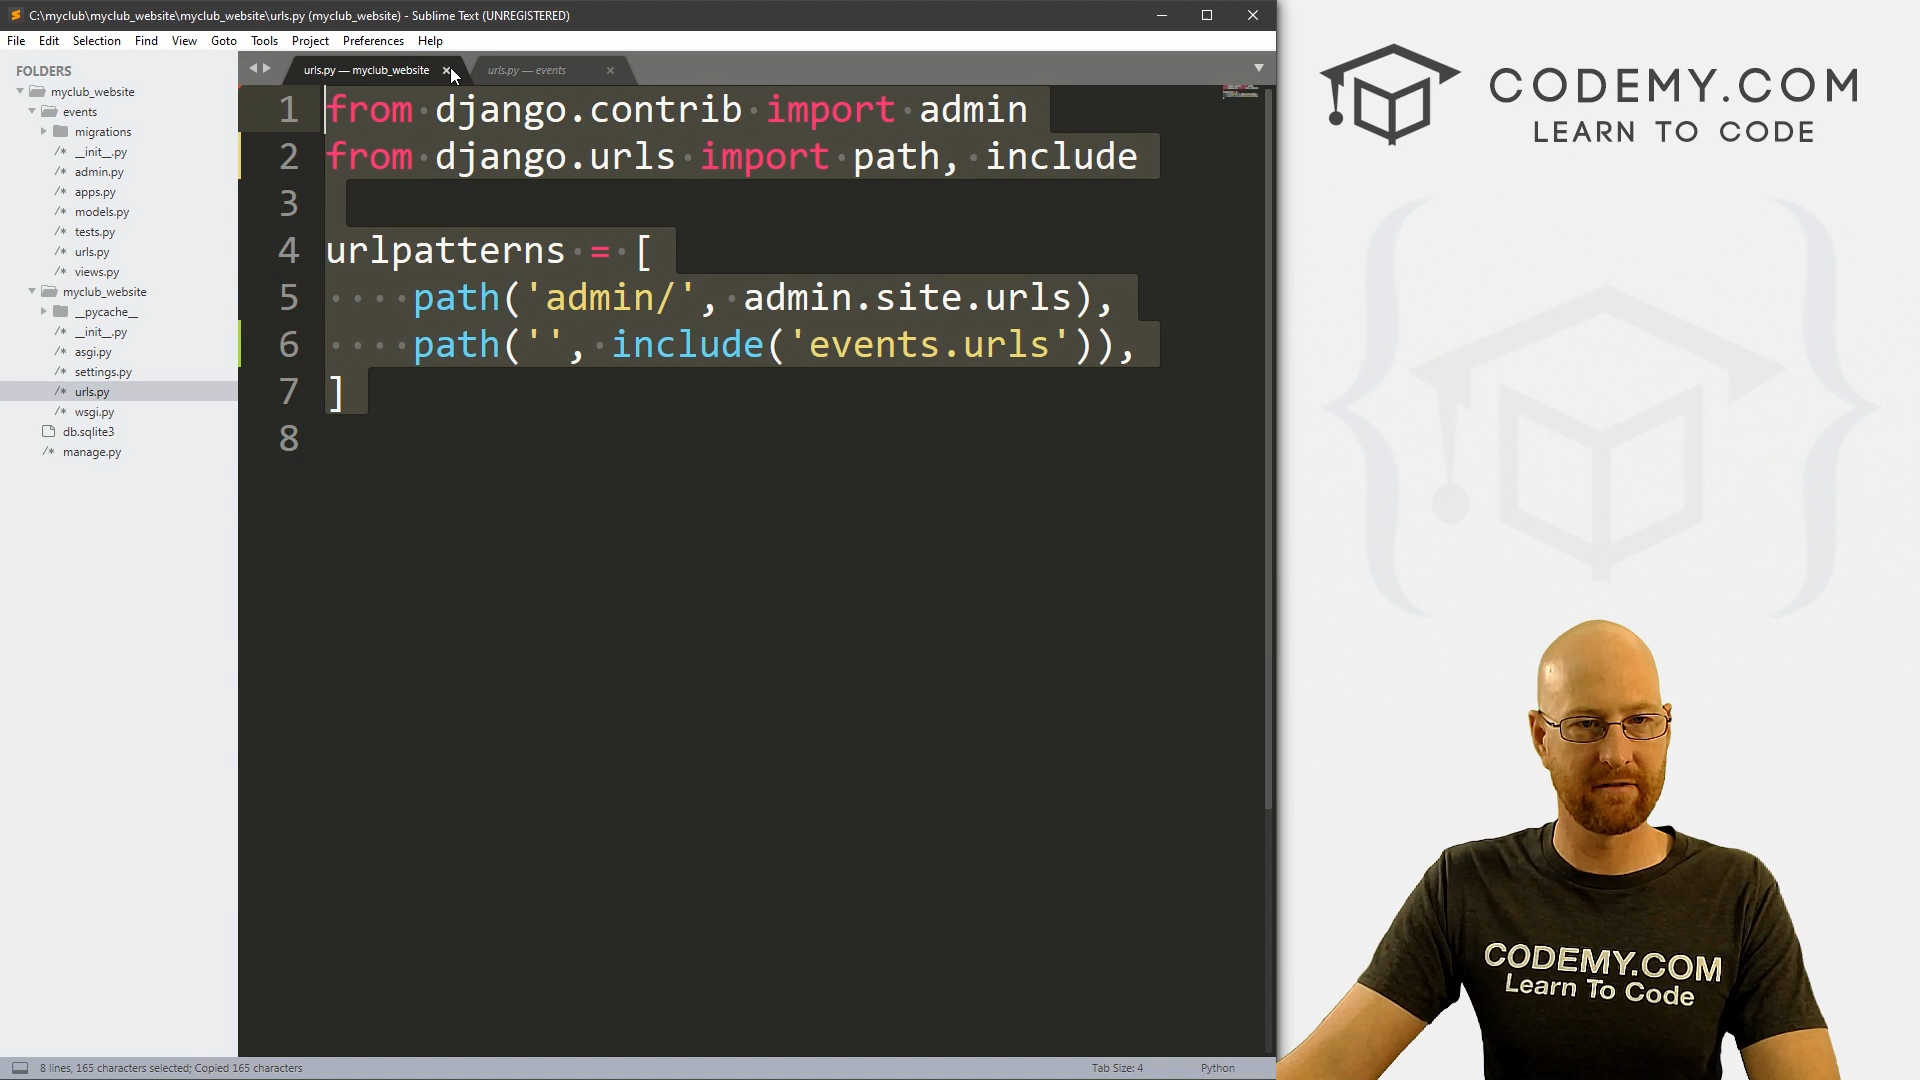 C:\myclub\myclub_website\myclub_website\urls.py (myclub_website) - Sublime Text (UNREGISTERED)
File Edit Selection Find View Goto Tools Project Preferences Help
FOLDERS
myclub_website
events
migrations
__init__.py
admin.py
apps.py
models.py
tests.py
urls.py
views.py
myclub_website
__pycache__
__init__.py
asgi.py
settings.py
urls.py
wsgi.py
db.sqlite3
manage.py
urls.py — myclub_website
urls.py — events
1 from django.contrib import admin
2 from django.urls import path, include
3
4 urlpatterns = [
5     path('admin/', admin.site.urls),
6     path('', include('events.urls')),
7 ]
8
8 lines, 165 characters selected; Copied 165 characters
Tab Size: 4
Python
CODEMY.COM
LEARN TO CODE
CODEMY.COM
Learn To Code